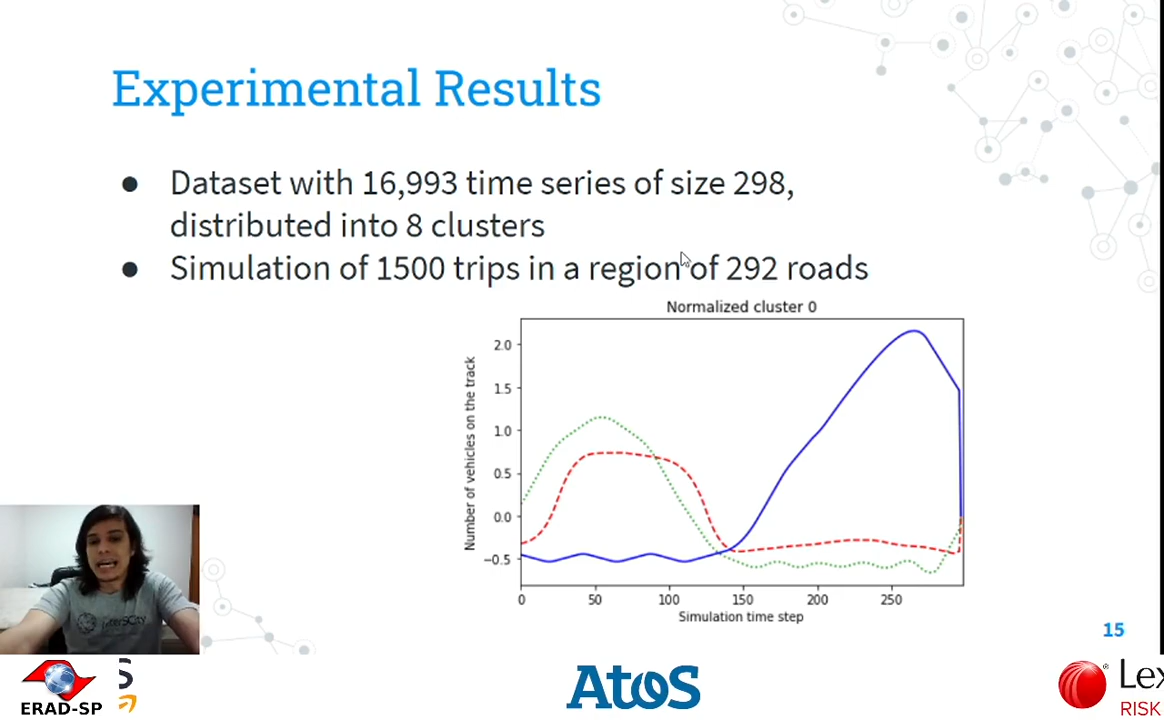 Experimental Results
● Dataset with 16,993 time series of size 298,
distributed into 8 clusters
● Simulation of 1500 trips in a region of 292 roads
Normalized cluster 0
Number of vehicles on the track
2.0
1.5
1.0
0.5
0.0
−0.5
0 50 100 150 200 250
Simulation time step
InterSCity
15
ERAD-SP
S
Atos
Lex
RISK